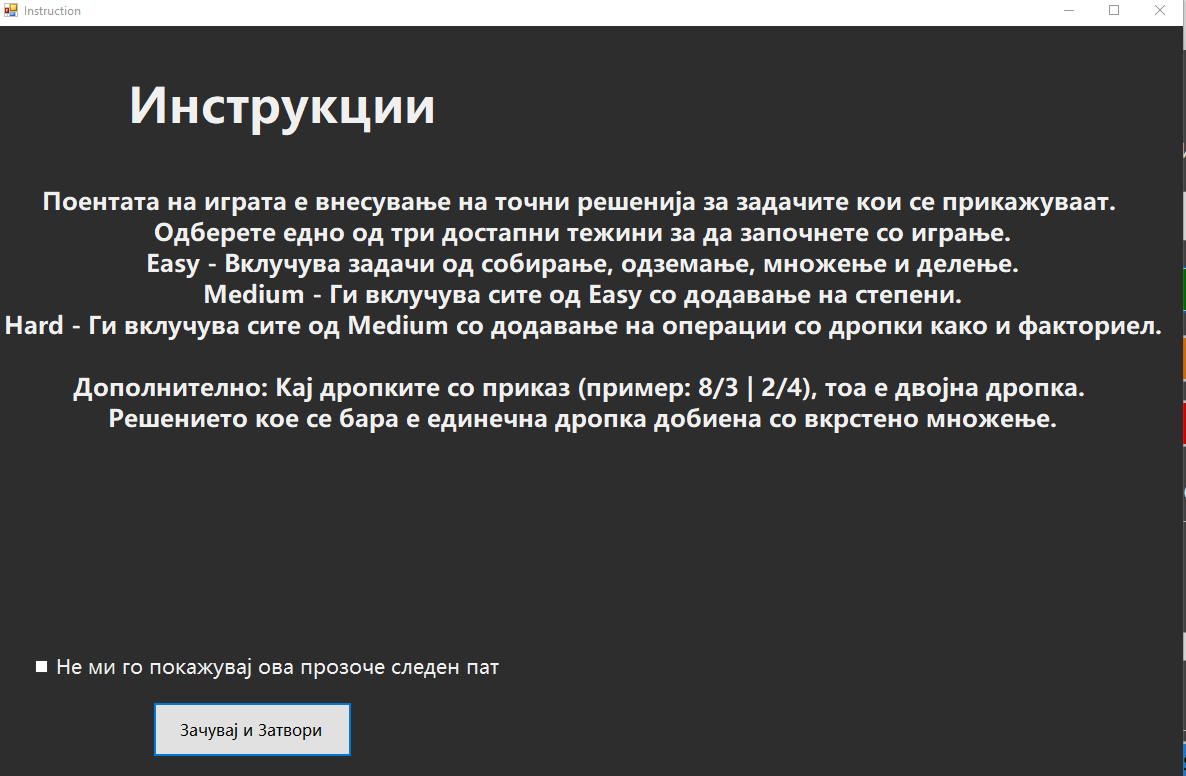 Instruction
Инструкции
Поентата на играта е внесување на точни решенија за задачите кои се прикажуваат.
Одберете едно од три достапни тежини за да започнете со играње.
Easy - Вклучува задачи од собирање, одземање, множење и делење.
Medium - Ги вклучува сите од Easy со додавање на степени.
Hard - Ги вклучува сите од Medium со додавање на операции со дропки како и факториел.
Дополнително: Кај дропките со приказ (пример: 8/3 | 2/4), тоа е двојна дропка.
Решението кое се бара е единечна дропка добиена со вкрстено множење.
Не ми го покажувај ова прозоче следен пат
Зачувај и Затвори